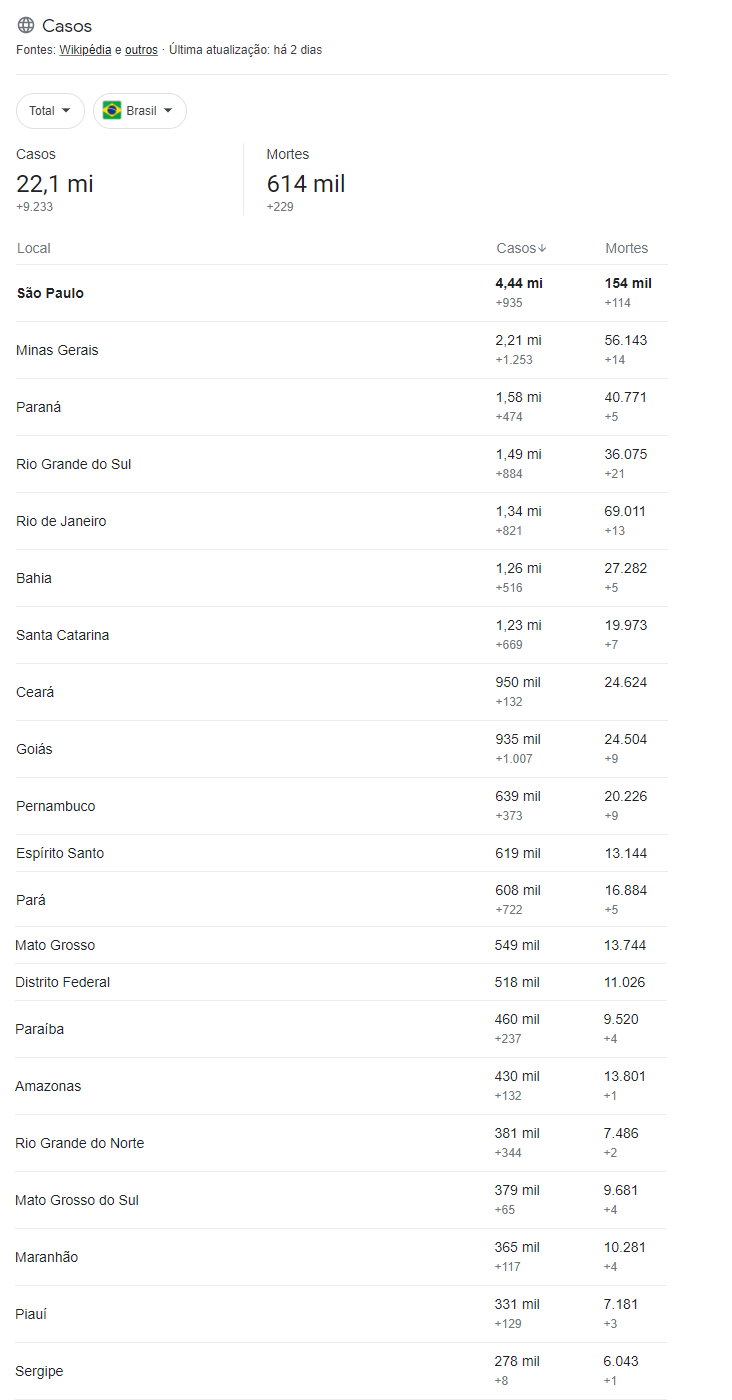 Casos
Fontes: Wikipédia e outros · Última atualização: há 2 dias
Total Brasil
Casos Mortes
22,1 mi 614 mil
+9.233 +229
Local Casos↓ Mortes
São Paulo 4,44 mi 154 mil
+935 +114
Minas Gerais 2,21 mi 56.143
+1.253 +14
Paraná 1,58 mi 40.771
+474 +5
Rio Grande do Sul 1,49 mi 36.075
+884 +21
Rio de Janeiro 1,34 mi 69.011
+821 +13
Bahia 1,26 mi 27.282
+516 +5
Santa Catarina 1,23 mi 19.973
+669 +7
Ceará 950 mil 24.624
+132
Goiás 935 mil 24.504
+1.007 +9
Pernambuco 639 mil 20.226
+373 +9
Espírito Santo 619 mil 13.144
Pará 608 mil 16.884
+722 +5
Mato Grosso 549 mil 13.744
Distrito Federal 518 mil 11.026
Paraíba 460 mil 9.520
+237 +4
Amazonas 430 mil 13.801
+132 +1
Rio Grande do Norte 381 mil 7.486
+344 +2
Mato Grosso do Sul 379 mil 9.681
+65 +4
Maranhão 365 mil 10.281
+117 +4
Piauí 331 mil 7.181
+129 +3
Sergipe 278 mil 6.043
+8 +1